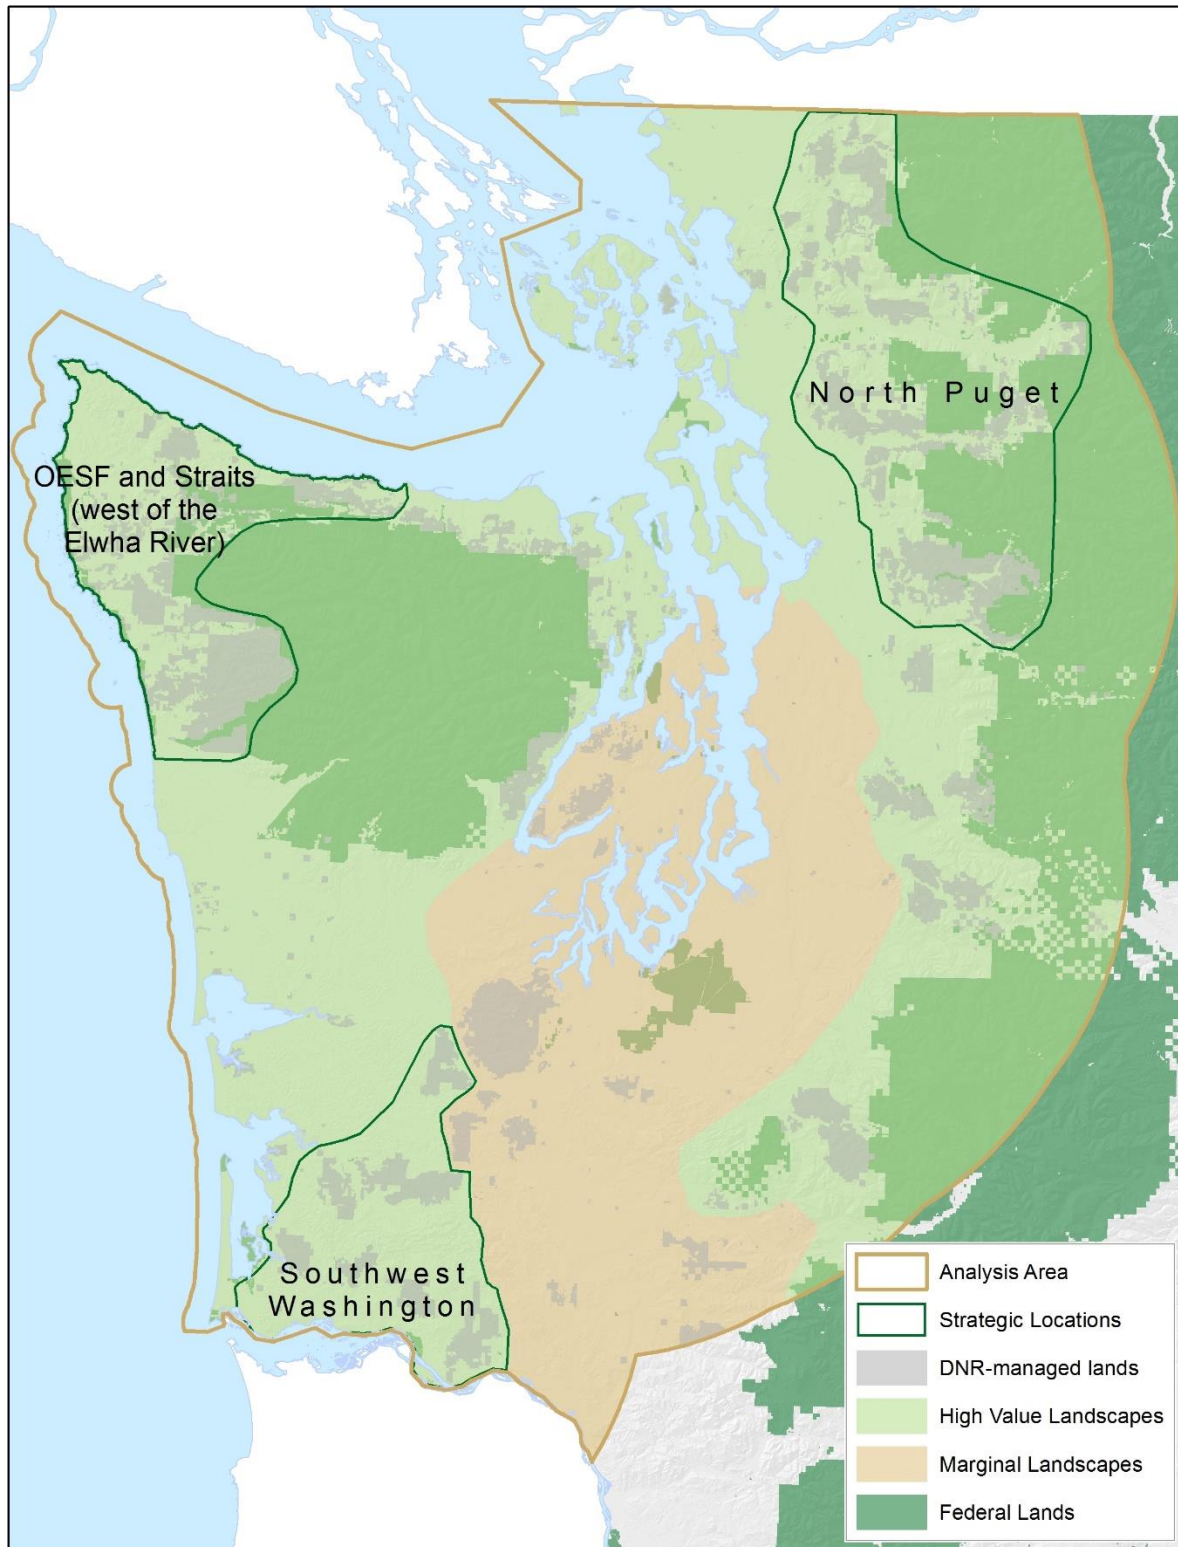 North Puget
OESF and Straits
(west of the
Elwha River)
Southwest
Washington
Analysis Area
Strategic Locations
DNR-managed lands
High Value Landscapes
Marginal Landscapes
Federal Lands